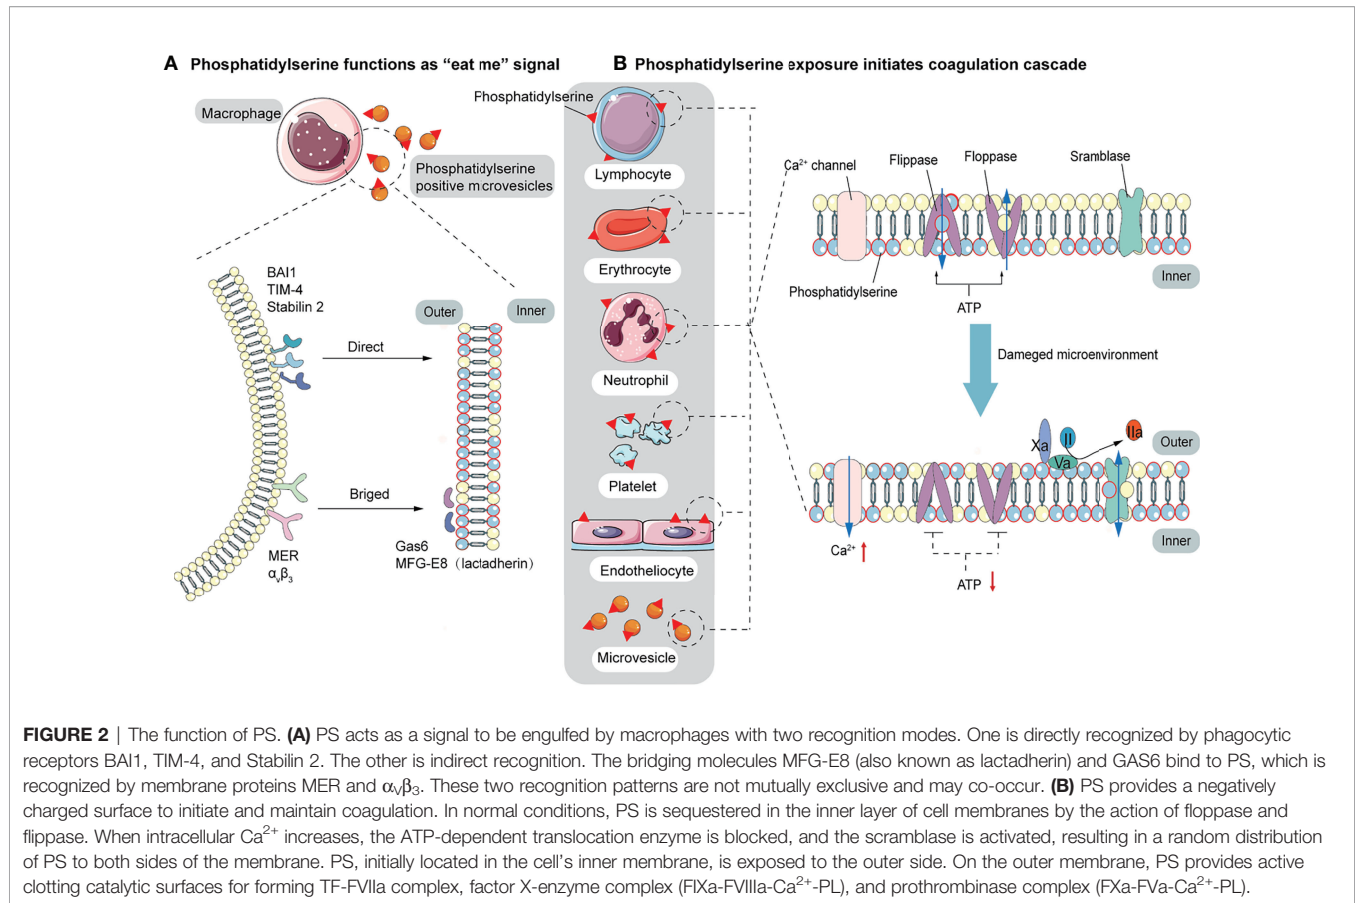 A Phosphatidylserine functions as “eat me” signal
Macrophage
Phosphatidylserine
positive microvesicles
BAI1
TIM-4
Stabilin 2
Outer
Inner
Direct
Briged
Gas6
MFG-E8（lactadherin）
MER
αvβ3
B Phosphatidylserine exposure initiates coagulation cascade
Phosphatidylserine
Lymphocyte
Erythrocyte
Neutrophil
Platelet
Endotheliocyte
Microvesicle
Ca2+ channel
Flippase
Floppase
Sramblase
Phosphatidylserine
Inner
ATP
Dameged microenvironment
Xa
II
IIa
Va
Outer
Inner
Ca2+
ATP
FIGURE 2 | The function of PS. (A) PS acts as a signal to be engulfed by macrophages with two recognition modes. One is directly recognized by phagocytic
receptors BAI1, TIM-4, and Stabilin 2. The other is indirect recognition. The bridging molecules MFG-E8 (also known as lactadherin) and GAS6 bind to PS, which is
recognized by membrane proteins MER and αvβ3. These two recognition patterns are not mutually exclusive and may co-occur. (B) PS provides a negatively
charged surface to initiate and maintain coagulation. In normal conditions, PS is sequestered in the inner layer of cell membranes by the action of floppase and
flippase. When intracellular Ca2+ increases, the ATP-dependent translocation enzyme is blocked, and the scramblase is activated, resulting in a random distribution
of PS to both sides of the membrane. PS, initially located in the cell’s inner membrane, is exposed to the outer side. On the outer membrane, PS provides active
clotting catalytic surfaces for forming TF-FVIIa complex, factor X-enzyme complex (FIXa-FVIIIa-Ca2+-PL), and prothrombinase complex (FXa-FVa-Ca2+-PL).